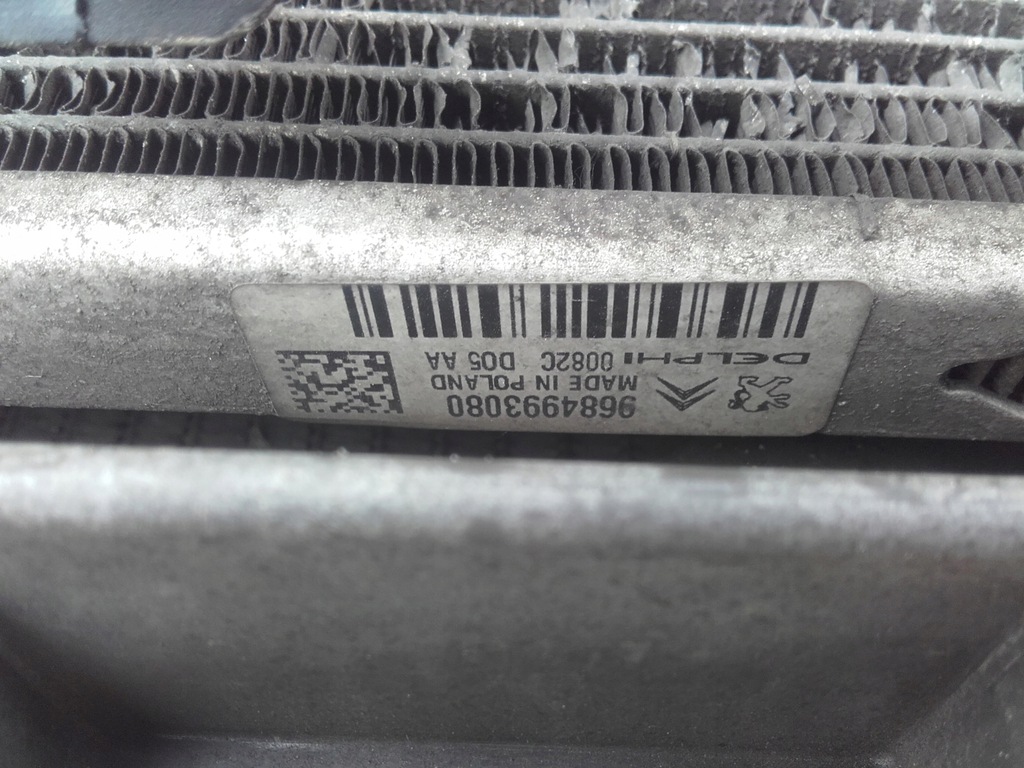 9684993080
MADE IN POLAND
DELPHI 0082C D05 AA